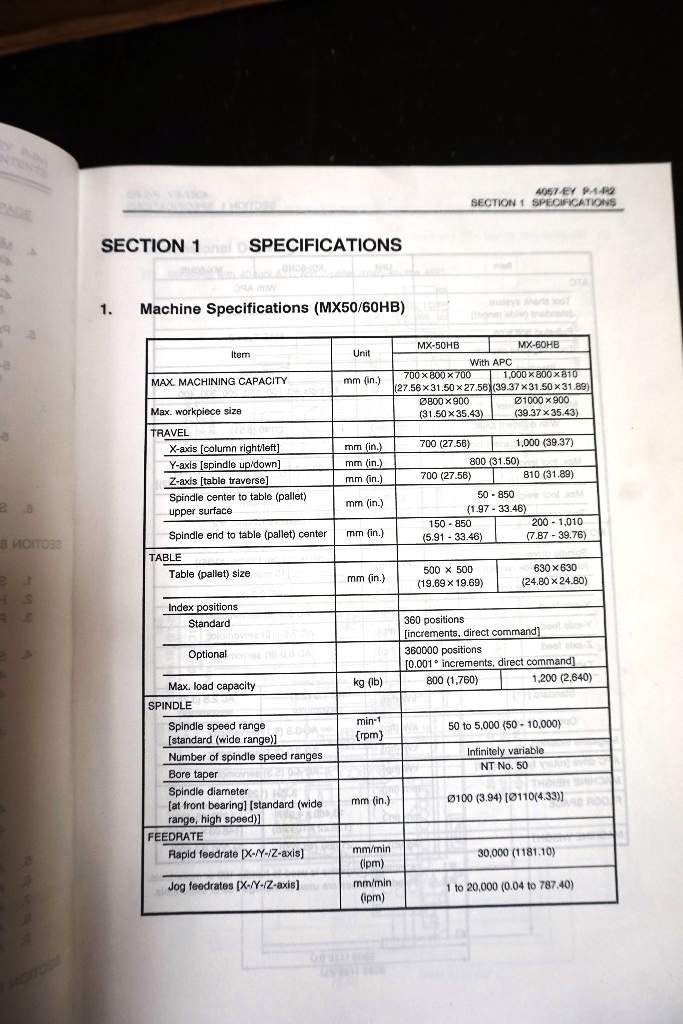 4057-EY P-1-R2
SECTION 1 SPECIFICATIONS
SECTION 1 SPECIFICATIONS
1. Machine Specifications (MX50/60HB)
Item Unit MX-50HB MX-60HB
With APC
MAX. MACHINING CAPACITY mm (in.) 700×800×700 1,000×800×810
(27.56×31.50×27.56) (39.37×31.50×31.89)
Max. workpiece size Ø800×900 Ø1000×900
(31.50×35.43) (39.37×35.43)
TRAVEL
X-axis [column right/left] mm (in.) 700 (27.56) 1,000 (39.37)
Y-axis [spindle up/down] mm (in.) 800 (31.50)
Z-axis [table traverse] mm (in.) 700 (27.56) 810 (31.89)
Spindle center to table (pallet) mm (in.) 50 - 850
upper surface (1.97 - 33.46)
Spindle end to table (pallet) center mm (in.) 150 - 850 200 - 1,010
(5.91 - 33.46) (7.87 - 39.76)
TABLE
Table (pallet) size mm (in.) 500 × 500 630×630
(19.69×19.69) (24.80×24.80)
Index positions
Standard 360 positions
[increments, direct command]
Optional 360000 positions
[0.001° increments, direct command]
Max. load capacity kg (lb) 800 (1,760) 1,200 (2,640)
SPINDLE
Spindle speed range min-1 50 to 5,000 (50 - 10,000)
[standard (wide range)] {rpm}
Number of spindle speed ranges Infinitely variable
Bore taper NT No. 50
Spindle diameter mm (in.) Ø100 (3.94) [Ø110(4.33)]
[at front bearing] [standard (wide
range, high speed)]
FEEDRATE
Rapid feedrate [X-/Y-/Z-axis] mm/min 30,000 (1181.10)
(ipm)
Jog feedrates [X-/Y-/Z-axis] mm/min 1 to 20,000 (0.04 to 787.40)
(ipm)